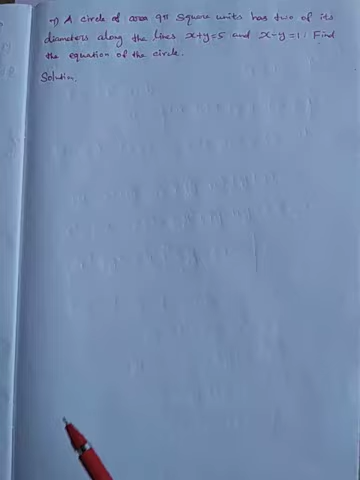 7) A circle of area 9π square units has two of its
diameters along the lines x+y=5 and x-y=1. Find
the equation of the circle.
Solution.